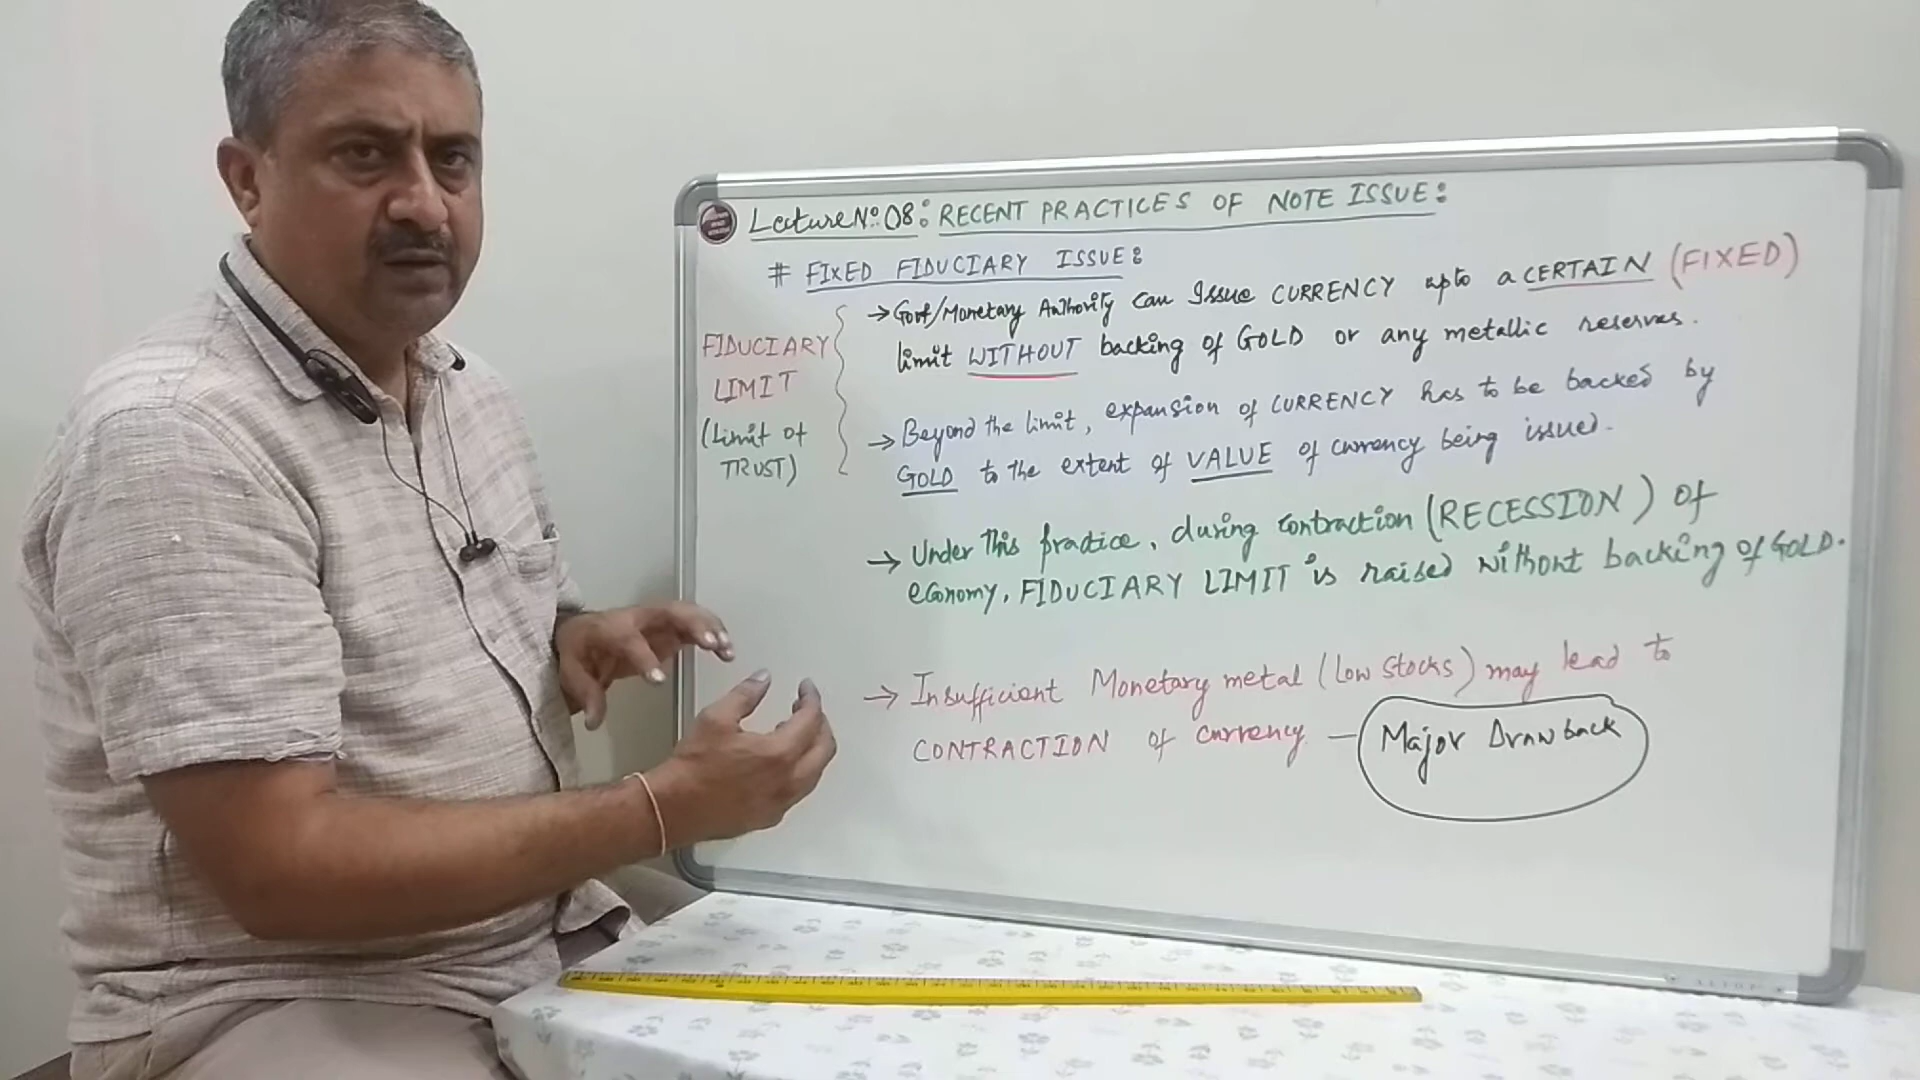 Lecture No:08: RECENT PRACTICES OF NOTE ISSUE:
# FIXED FIDUCIARY ISSUE:
FIDUCIARY
LIMIT
(Limit of
TRUST)
→ Govt/Monetary Authority can Issue CURRENCY upto a CERTAIN (FIXED)
limit WITHOUT backing of GOLD or any metallic reserves.
→ Beyond the limit, expansion of CURRENCY has to be backed by
GOLD to the extent of VALUE of currency being issued.
→ Under this practice, during contraction (RECESSION) of
economy, FIDUCIARY LIMIT is raised without backing of GOLD.
→ Insufficient Monetary metal (low stocks) may lead to
CONTRACTION of currency – Major Drawback